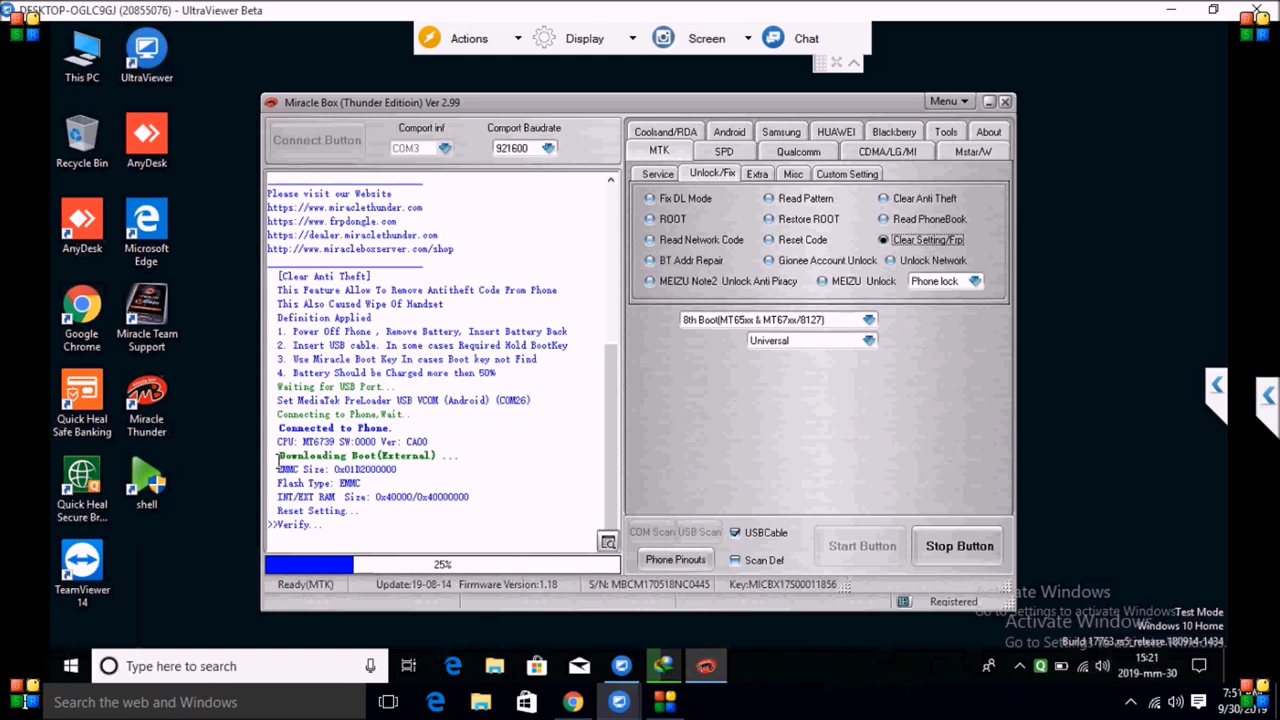 DESKTOP-OGLC9GJ (20855076) - UltraViewer Beta
Actions
Display
Screen
Chat
This PC
UltraViewer
Recycle Bin
AnyDesk
AnyDesk
Microsoft
Edge
Google
Chrome
Miracle Team
Support
Quick Heal
Safe Banking
Miracle
Thunder
Quick Heal
Secure Br...
shell
TeamViewer
14
Miracle Box (Thunder Editioin) Ver 2.99
Menu
Connect Button
Comport inf
COM3
Comport Baudrate
921600
Please visit our Website
https://www.miraclethunder.com
https://www.frpdongle.com
https://dealer.miraclethunder.com
http://www.miracleboxserver.com/shop
[Clear Anti Theft]
This Feature Allow To Remove Antitheft Code From Phone
This Also Caused Wipe Of Handset
Definition Applied
1. Power Off Phone , Remove Battery, Insert Battery Back
2. Insert USB cable. In some cases Required Hold BootKey
3. Use Miracle Boot Key In cases Boot key not Find
4. Battery Should be Charged more then 50%
Waiting for USB Port...
Set MediaTek PreLoader USB VCOM (Android) (COM26)
Connecting to Phone,Wait..
Connected to Phone.
CPU: MT6739 SW:0000 Ver: CA00
Downloading Boot(External) ...
EMMC Size: 0x01D2000000
Flash Type: EMMC
INT/EXT RAM Size: 0x40000/0x40000000
Reset Setting...
>>Verify...
25%
Coolsand/RDA
Android
Samsung
HUAWEI
Blackberry
Tools
About
MTK
SPD
Qualcomm
CDMA/LG/MI
Mstar/W
Service
Unlock/Fix
Extra
Misc
Custom Setting
Fix DL Mode
Read Pattern
Clear Anti Theft
ROOT
Restore ROOT
Read PhoneBook
Read Network Code
Reset Code
Clear Setting/Frp
BT Addr Repair
Gionee Account Unlock
Unlock Network
MEIZU Note2 Unlock Anti Piracy
MEIZU Unlock
Phone lock
8th Boot(MT65xx & MT67xx/8127)
Universal
COM Scan
USB Scan
USBCable
Phone Pinouts
Scan Def
Start Button
Stop Button
Ready(MTK)
Update:19-08-14
Firmware Version:1.18
S/N: MBCM170518NC0445
Key:MICBX17S00011856
Registered
Activate Windows
Go to Settings to activate Windows
Test Mode
Windows 10 Home
Build 17763.rs5_release.180914-1434
Type here to search
15:21
2019-mm-30
Search the web and Windows
9/30/2019